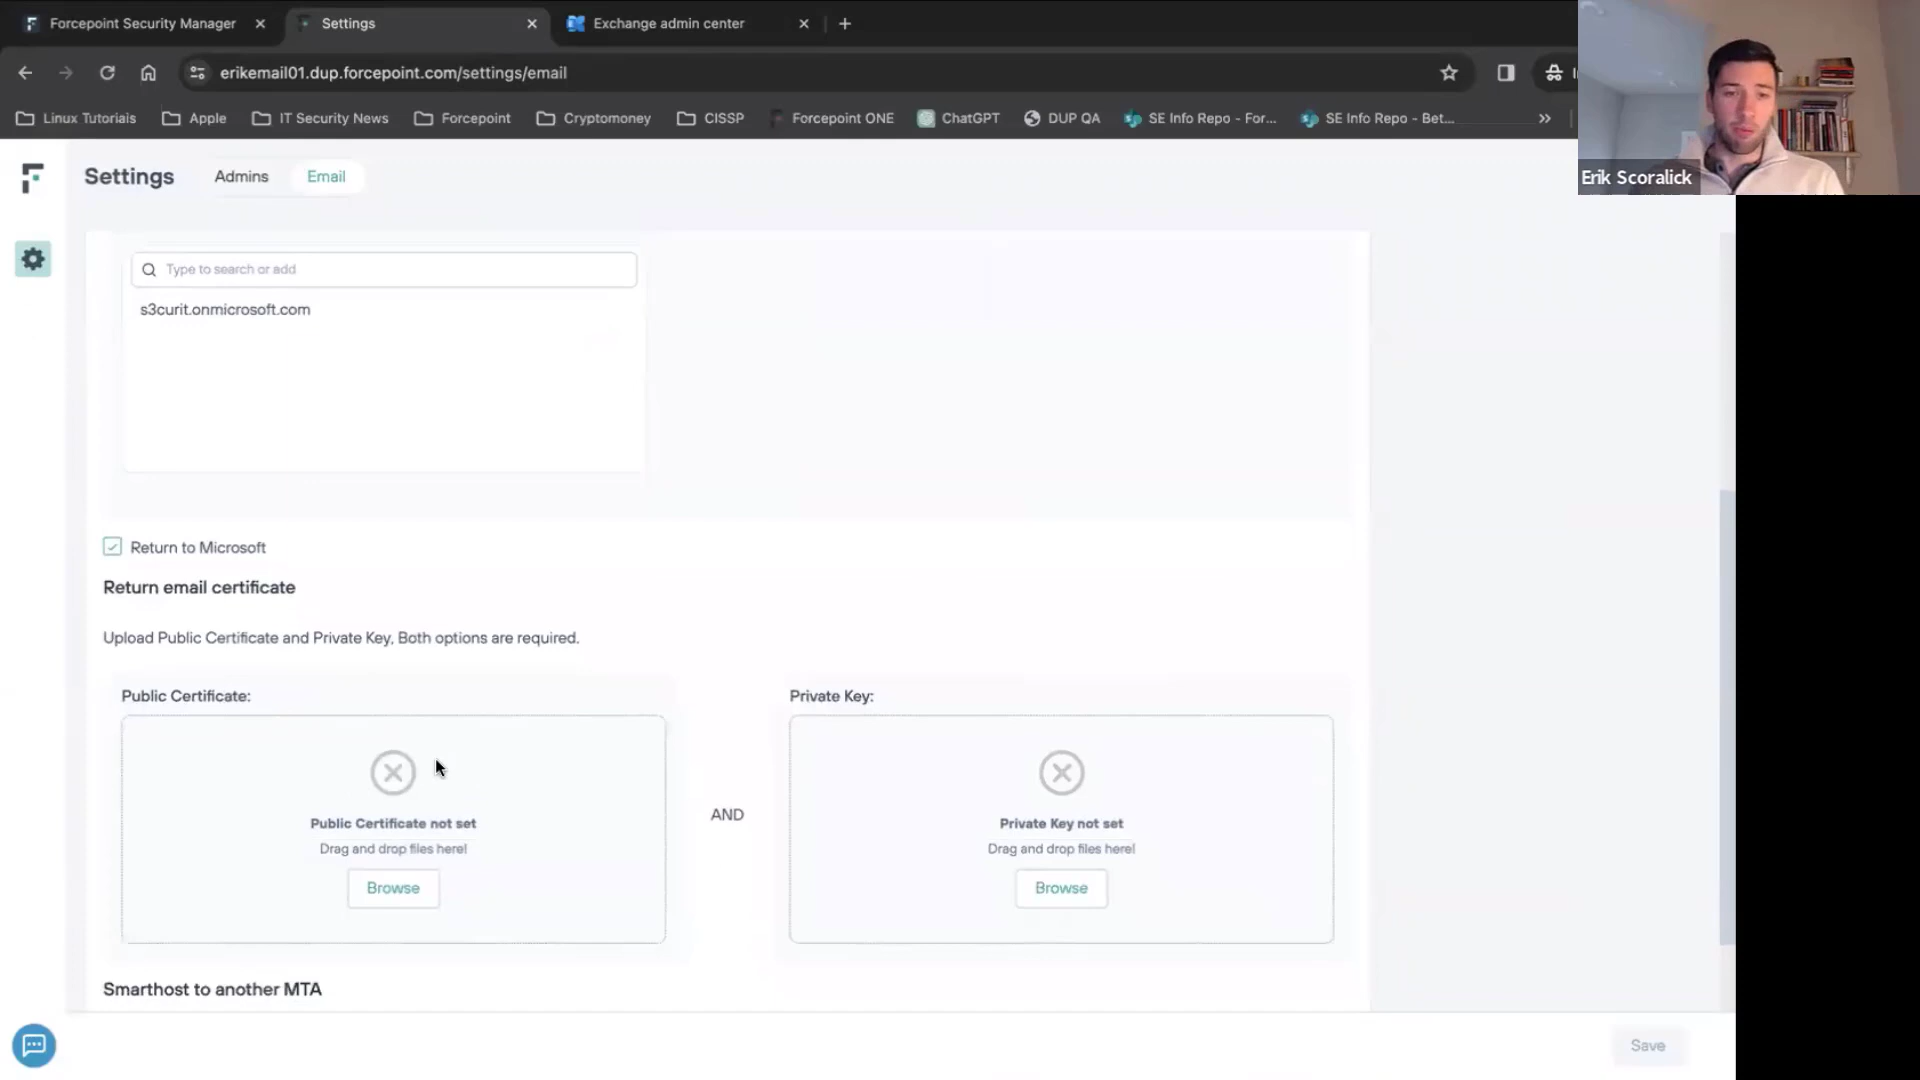 Forcepoint Security Manager
Settings
Exchange admin center
erikemail01.dup.forcepoint.com/settings/email
Linux Tutorials
Apple
IT Security News
Forcepoint
Cryptomoney
CISSP
Forcepoint ONE
ChatGPT
DUP QA
SE Info Repo - For...
SE Info Repo - Bet...
Erik Scoralick
Settings
Admins
Email
Type to search or add
s3curit.onmicrosoft.com
Return to Microsoft
Return email certificate
Upload Public Certificate and Private Key, Both options are required.
Public Certificate:
Private Key:
Public Certificate not set
Drag and drop files here!
Browse
AND
Private Key not set
Drag and drop files here!
Browse
Smarthost to another MTA
Save